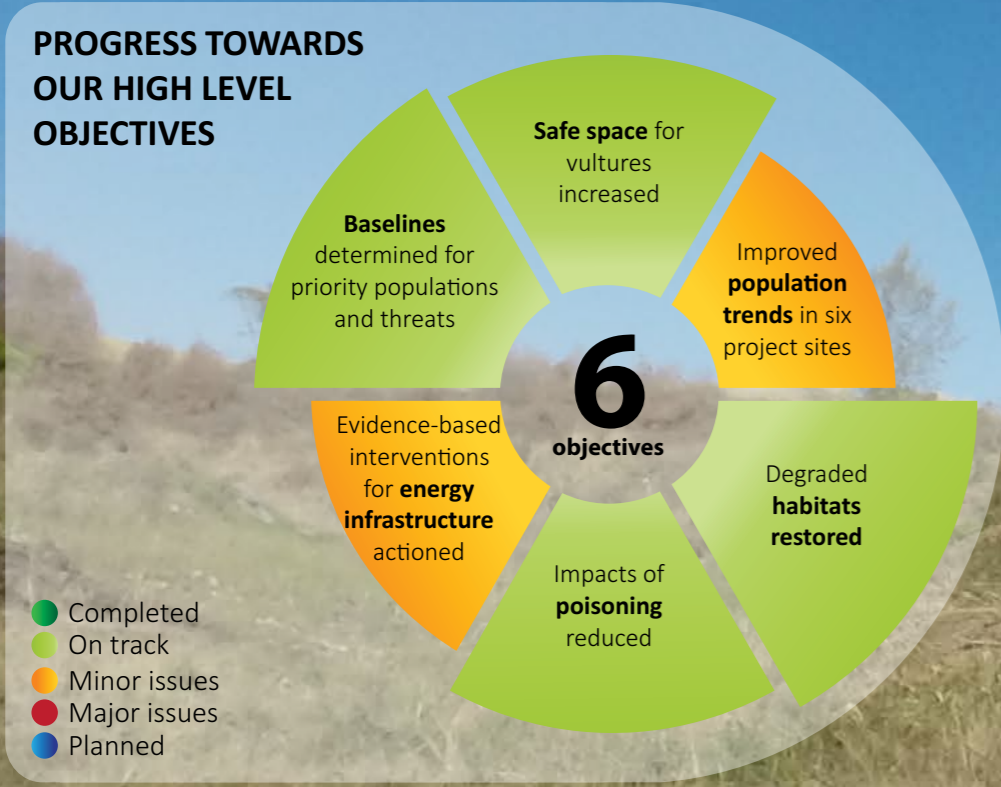 PROGRESS TOWARDS
OUR HIGH LEVEL
OBJECTIVES
Safe space for
vultures
increased
Baselines
determined for
priority populations
and threats
Improved
population
trends in six
project sites
6
objectives
Evidence-based
interventions
for energy
infrastructure
actioned
Degraded
habitats
restored
Impacts of
poisoning
reduced
Completed
On track
Minor issues
Major issues
Planned